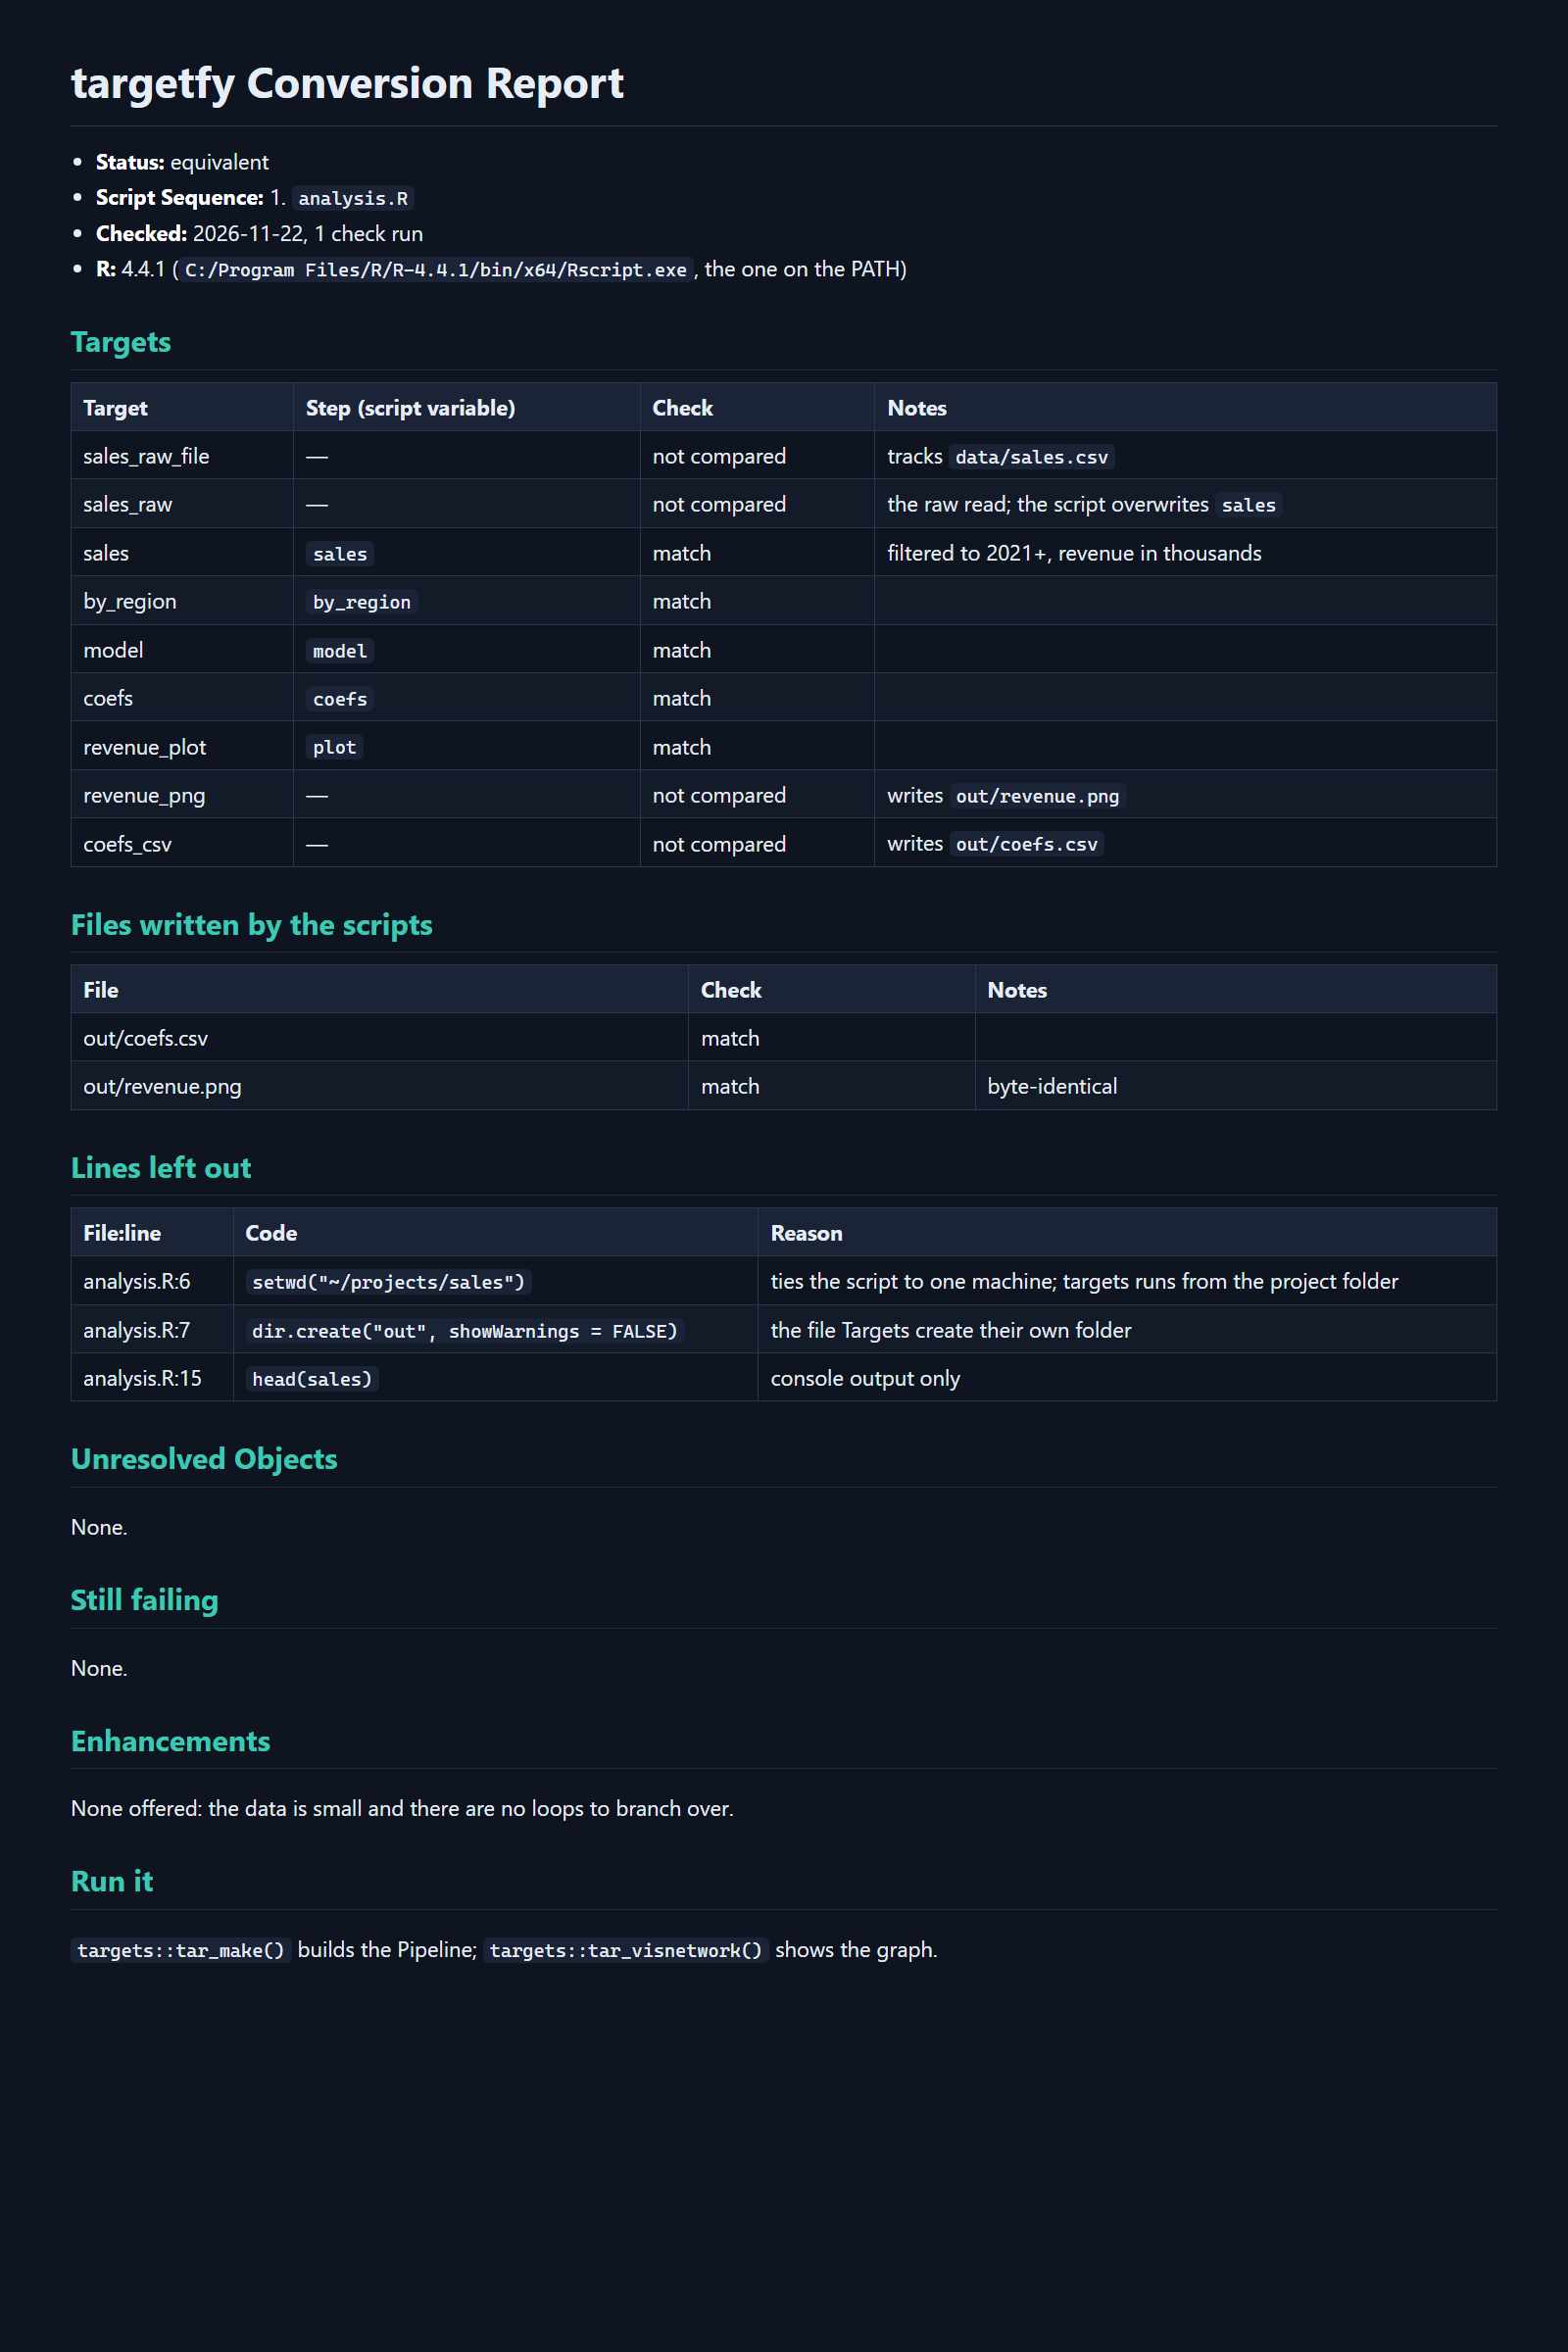 targetfy Conversion Report
Status: equivalent
Script Sequence: 1. analysis.R
Checked: 2026-11-22, 1 check run
R: 4.4.1 (C:/Program Files/R/R-4.4.1/bin/x64/Rscript.exe, the one on the PATH)
Targets
Target Step (script variable) Check Notes
sales_raw_file — not compared tracks data/sales.csv
sales_raw — not compared the raw read; the script overwrites sales
sales sales match filtered to 2021+, revenue in thousands
by_region by_region match
model model match
coefs coefs match
revenue_plot plot match
revenue_png — not compared writes out/revenue.png
coefs_csv — not compared writes out/coefs.csv
Files written by the scripts
File Check Notes
out/coefs.csv match
out/revenue.png match byte-identical
Lines left out
File:line Code Reason
analysis.R:6 setwd("~/projects/sales") ties the script to one machine; targets runs from the project folder
analysis.R:7 dir.create("out", showWarnings = FALSE) the file Targets create their own folder
analysis.R:15 head(sales) console output only
Unresolved Objects
None.
Still failing
None.
Enhancements
None offered: the data is small and there are no loops to branch over.
Run it
targets::tar_make() builds the Pipeline; targets::tar_visnetwork() shows the graph.